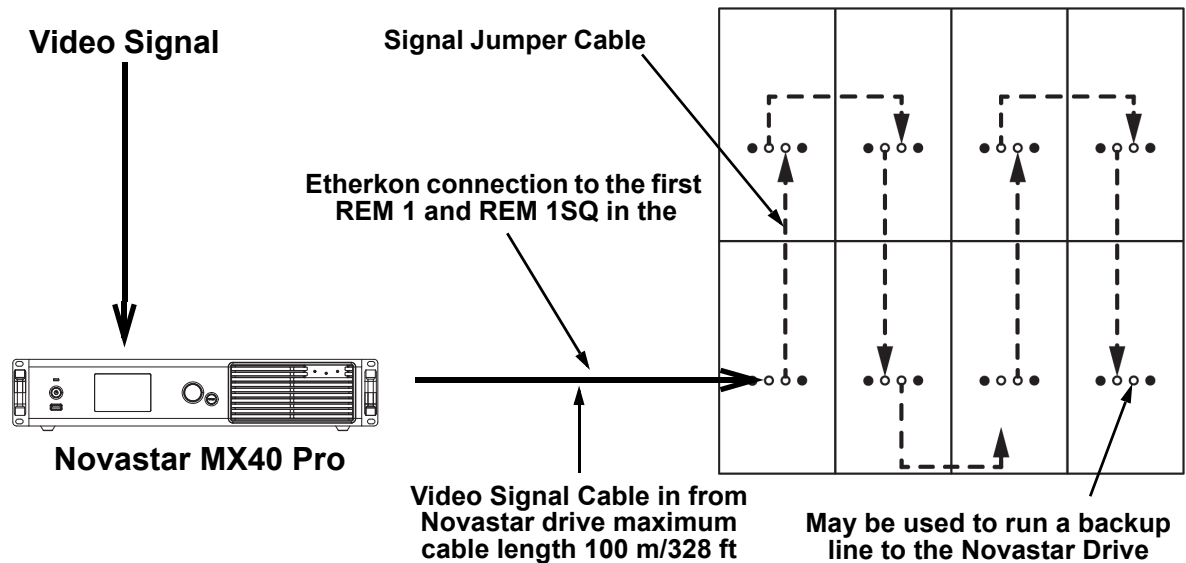 Video Signal
Signal Jumper Cable
Etherkon connection to the first
REM 1 and REM 1SQ in the
Novastar MX40 Pro
Video Signal Cable in from
Novastar drive maximum
cable length 100 m/328 ft
May be used to run a backup
line to the Novastar Drive